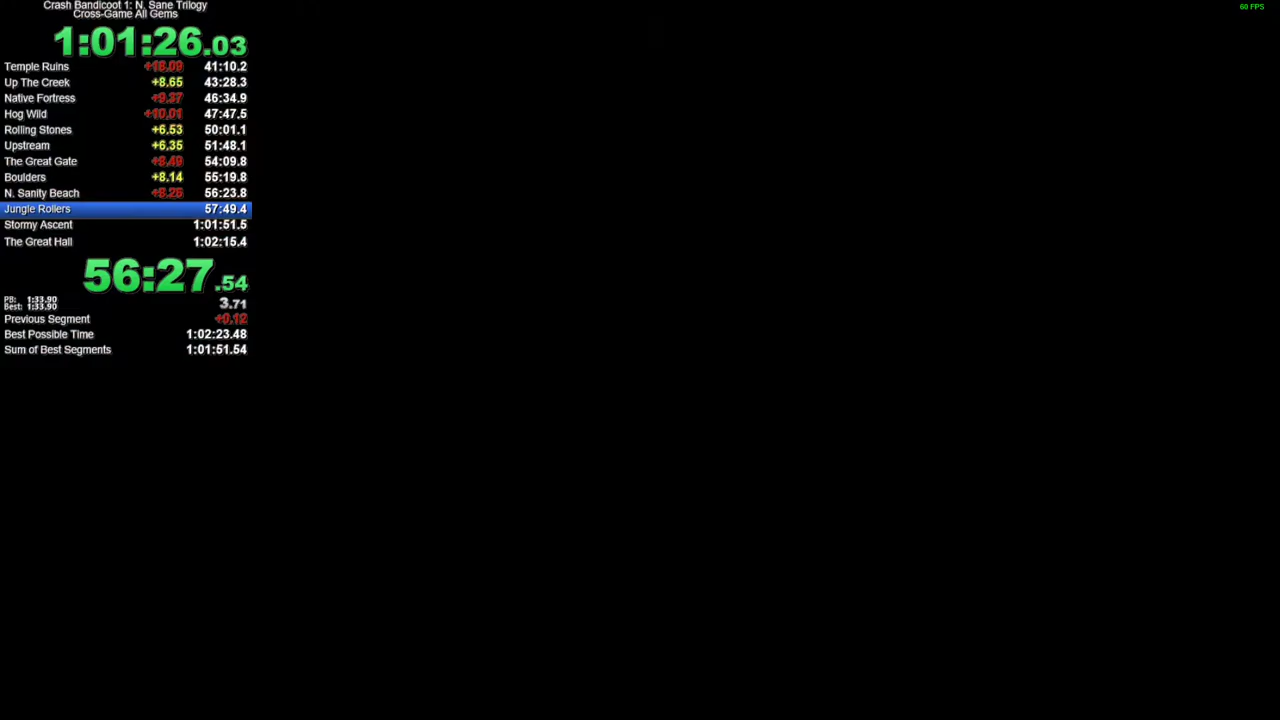 Crash Bandicoot 1: N. Sane Trilogy
Cross-Game All Gems
60 FPS
1:01:26.03
Temple Ruins +18.09 41:10.2
Up The Creek +8.65 43:28.3
Native Fortress +9.37 46:34.9
Hog Wild +10.01 47:47.5
Rolling Stones +6.53 50:01.1
Upstream +6.35 51:48.1
The Great Gate +8.49 54:09.8
Boulders +8.14 55:19.8
N. Sanity Beach +8.26 56:23.8
Jungle Rollers 57:49.4
Stormy Ascent 1:01:51.5
The Great Hall 1:02:15.4
56:27.54
PB: 1:33.90
Best: 1:33.90
3.71
Previous Segment +0.12
Best Possible Time 1:02:23.48
Sum of Best Segments 1:01:51.54